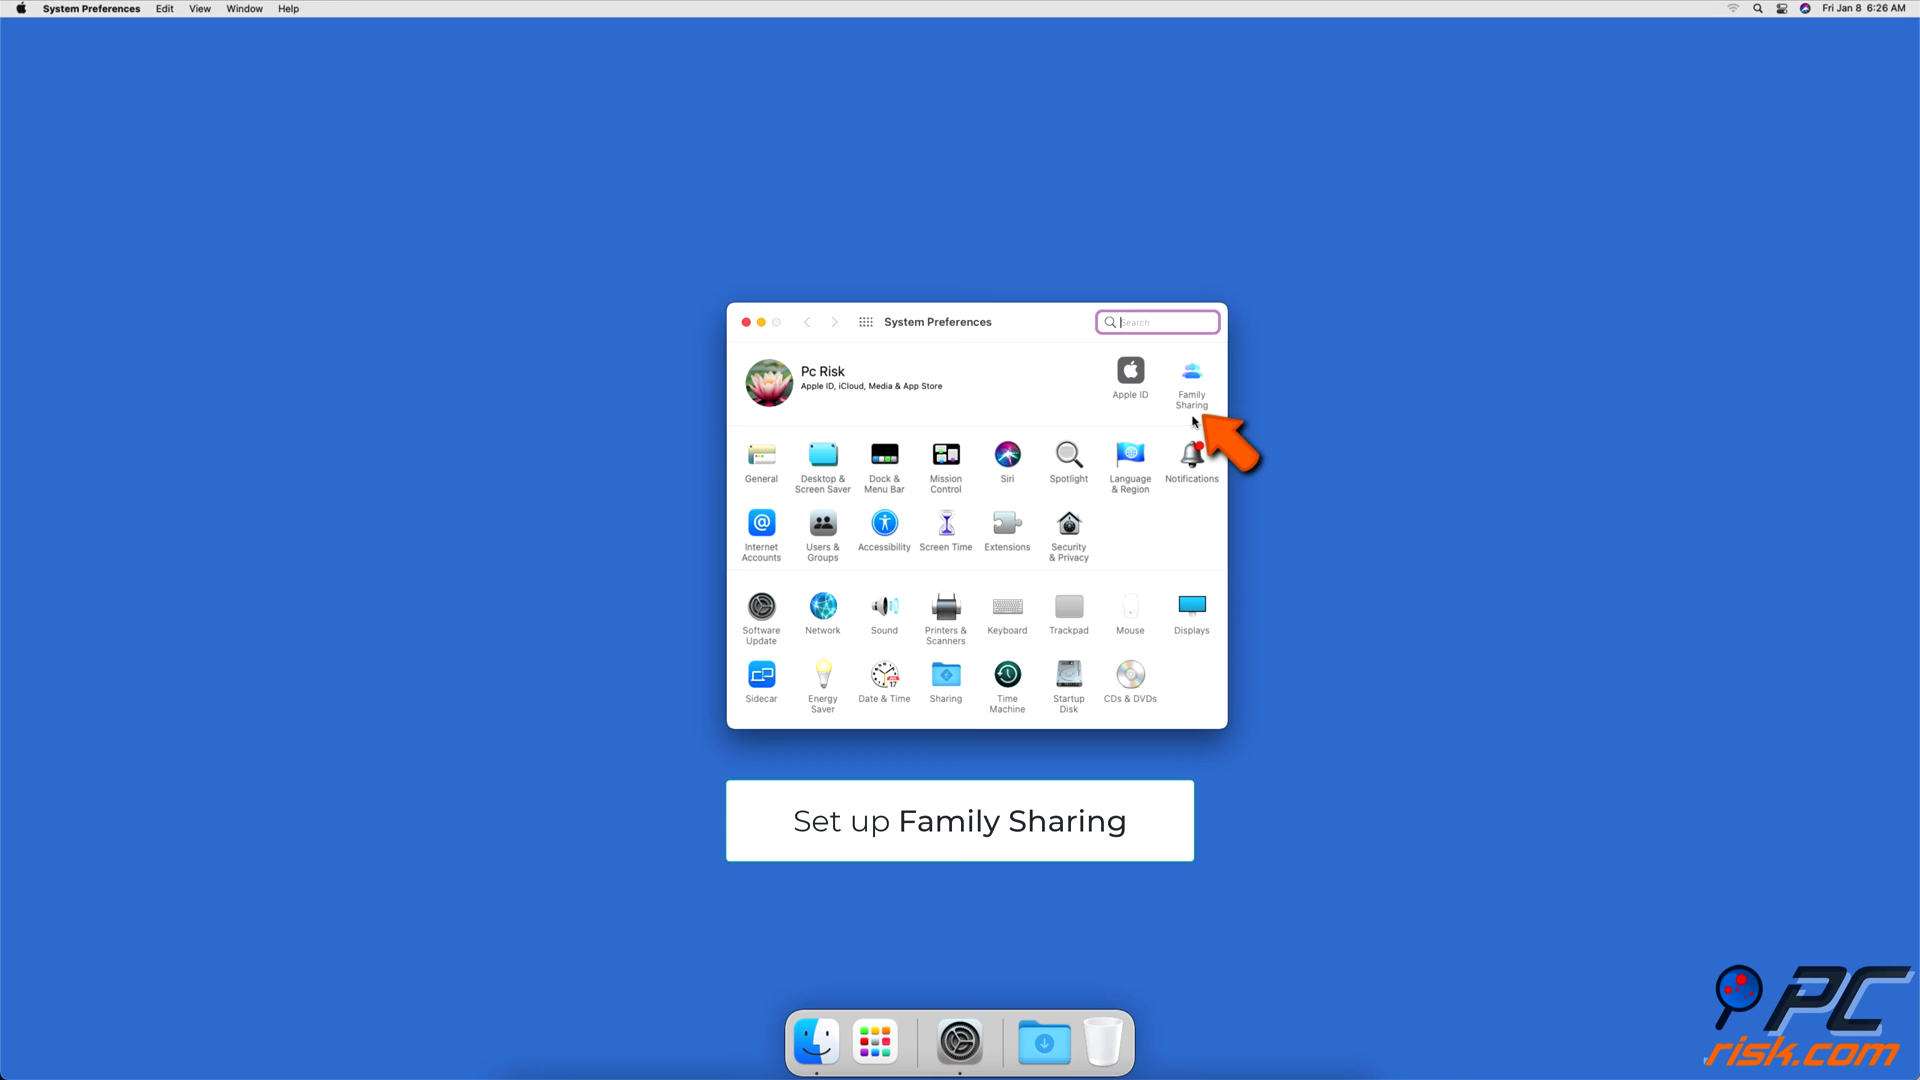 System Preferences Edit View Window Help Fri Jan 8 6:26 AM
System Preferences Search
Pc Risk
Apple ID, iCloud, Media & App Store
Apple ID
Family
Sharing
General
Desktop &
Screen Saver
Dock &
Menu Bar
Mission
Control
Siri
Spotlight
Language
& Region
Notifications
Internet
Accounts
Users &
Groups
Accessibility
Screen Time
Extensions
Security
& Privacy
Software
Update
Network
Sound
Printers &
Scanners
Keyboard
Trackpad
Mouse
Displays
Sidecar
Energy
Saver
Date & Time
Sharing
Time
Machine
Startup
Disk
CDs & DVDs
Set up Family Sharing
PC
risk.com